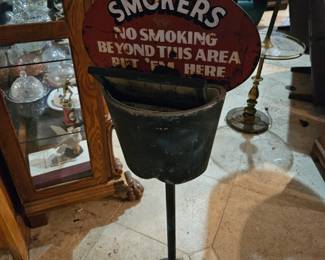 SMOKERS
NO SMOKING
BEYOND THIS AREA
PUT 'EM HERE